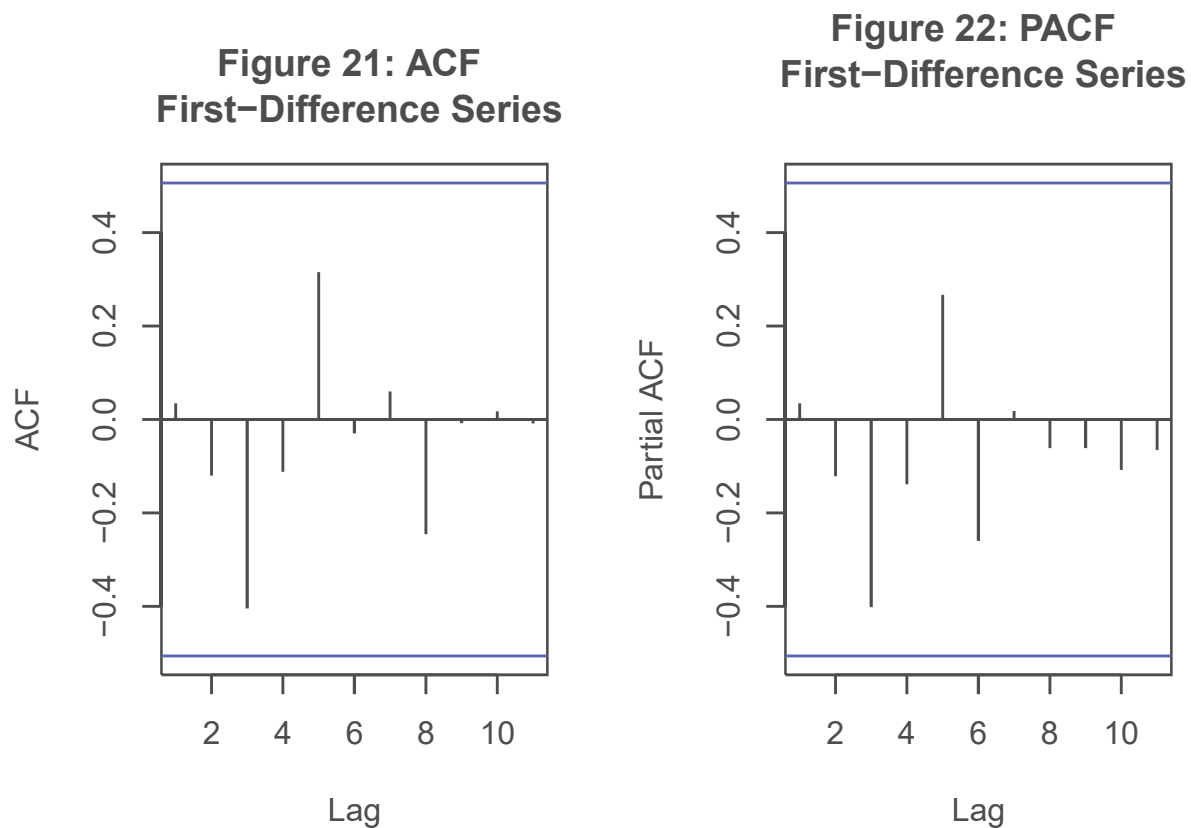 Figure 21: ACF
First−Difference Series
ACF
0.4
0.2
0.0
−0.2
−0.4
2 4 6 8 10
Lag
Figure 22: PACF
First−Difference Series
Partial ACF
0.4
0.2
0.0
−0.2
−0.4
2 4 6 8 10
Lag